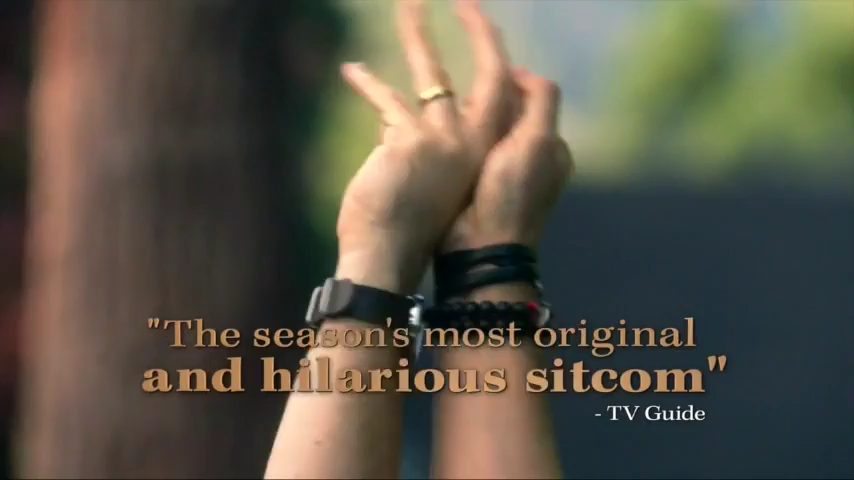 "The season's most original
and hilarious sitcom"
- TV Guide